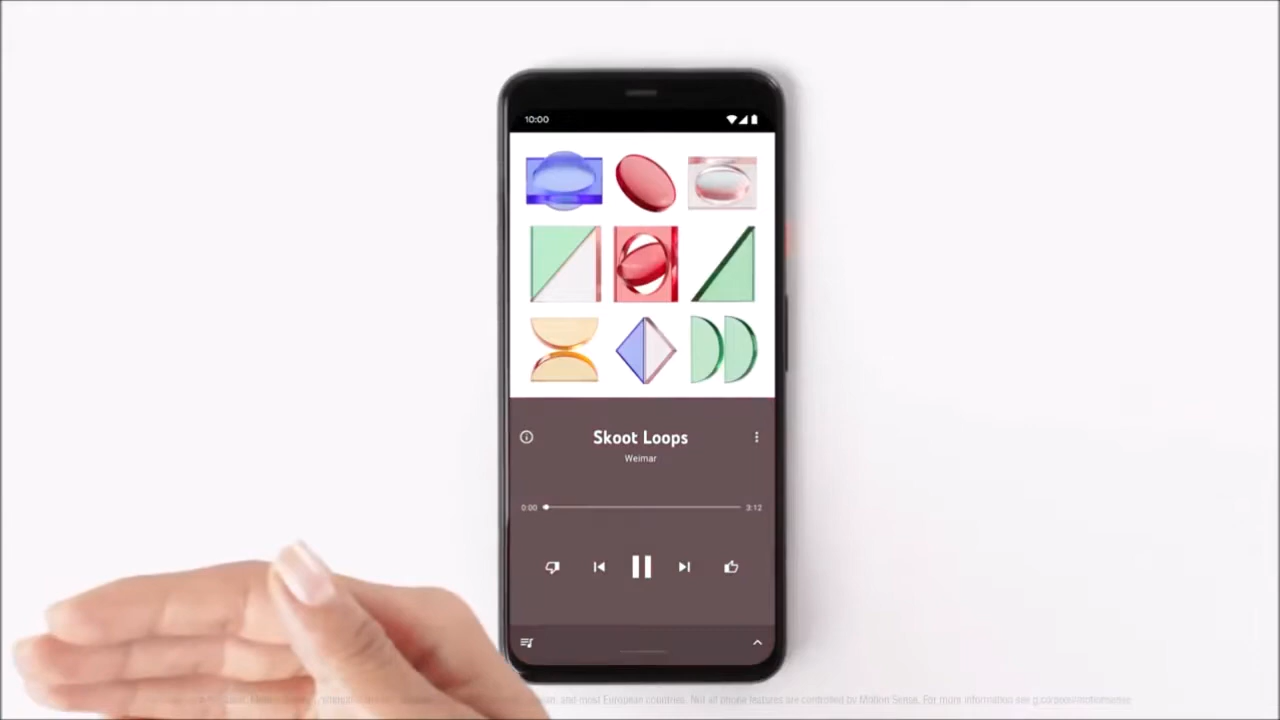 10:00
Skoot Loops
Weimar
0:00
3:12
and most European countries. Not all phone features are controlled by Motion Sense. For more information see g.co/pixel/motionsense